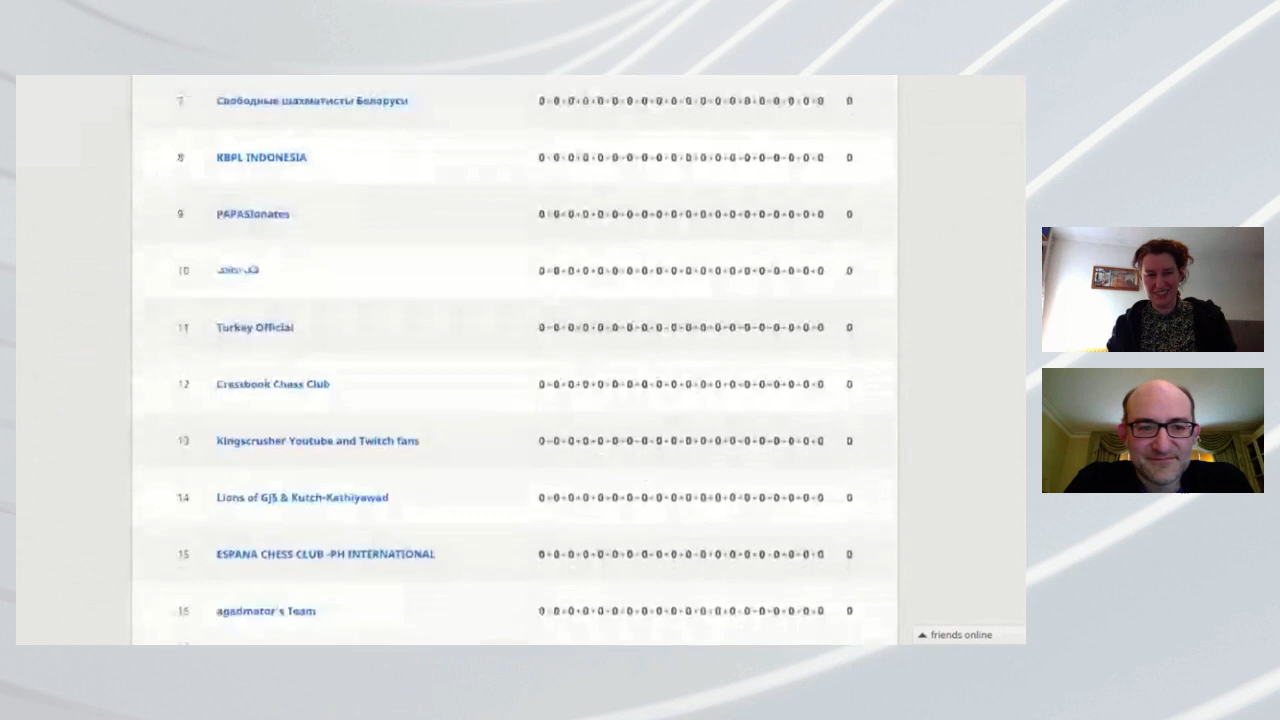 7 Свободные шахматисты Беларуси 0+0+0+0+0+0+0+0+0+0+0+0+0+0+0+0+0+0+0+0 0
8 KBPL INDONESIA 0+0+0+0+0+0+0+0+0+0+0+0+0+0+0+0+0+0+0+0 0
9 PAPASIonates 0+0+0+0+0+0+0+0+0+0+0+0+0+0+0+0+0+0+0+0 0
10 0+0+0+0+0+0+0+0+0+0+0+0+0+0+0+0+0+0+0+0 0
11 Turkey Official 0+0+0+0+0+0+0+0+0+0+0+0+0+0+0+0+0+0+0+0 0
12 Crossbook Chess Club 0+0+0+0+0+0+0+0+0+0+0+0+0+0+0+0+0+0+0+0 0
13 Kingscrusher Youtube and Twitch fans 0+0+0+0+0+0+0+0+0+0+0+0+0+0+0+0+0+0+0+0 0
14 Lions of GJ5 & Kutch-Kathiyawad 0+0+0+0+0+0+0+0+0+0+0+0+0+0+0+0+0+0+0+0 0
15 ESPANA CHESS CLUB -PH INTERNATIONAL 0+0+0+0+0+0+0+0+0+0+0+0+0+0+0+0+0+0+0+0 0
16 agadmator's Team 0+0+0+0+0+0+0+0+0+0+0+0+0+0+0+0+0+0+0+0 0
friends online